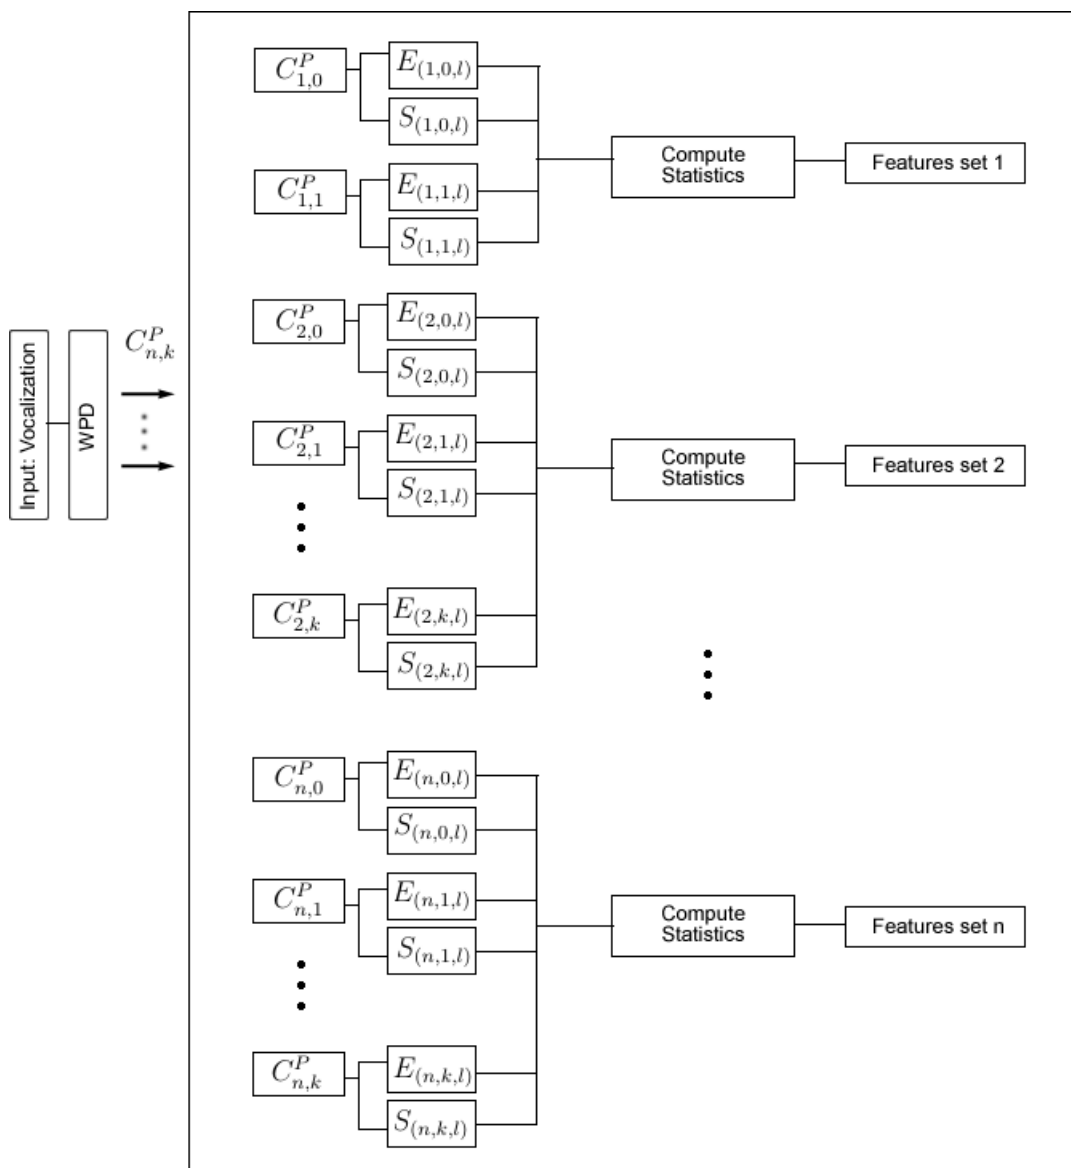 Input: Vocalization
WPD
C^P_{n,k}
C^P_{1,0}
E_{(1,0,l)}
S_{(1,0,l)}
C^P_{1,1}
E_{(1,1,l)}
S_{(1,1,l)}
Compute
Statistics
Features set 1
C^P_{2,0}
E_{(2,0,l)}
S_{(2,0,l)}
C^P_{2,1}
E_{(2,1,l)}
S_{(2,1,l)}
C^P_{2,k}
E_{(2,k,l)}
S_{(2,k,l)}
Compute
Statistics
Features set 2
C^P_{n,0}
E_{(n,0,l)}
S_{(n,0,l)}
C^P_{n,1}
E_{(n,1,l)}
S_{(n,1,l)}
C^P_{n,k}
E_{(n,k,l)}
S_{(n,k,l)}
Compute
Statistics
Features set n